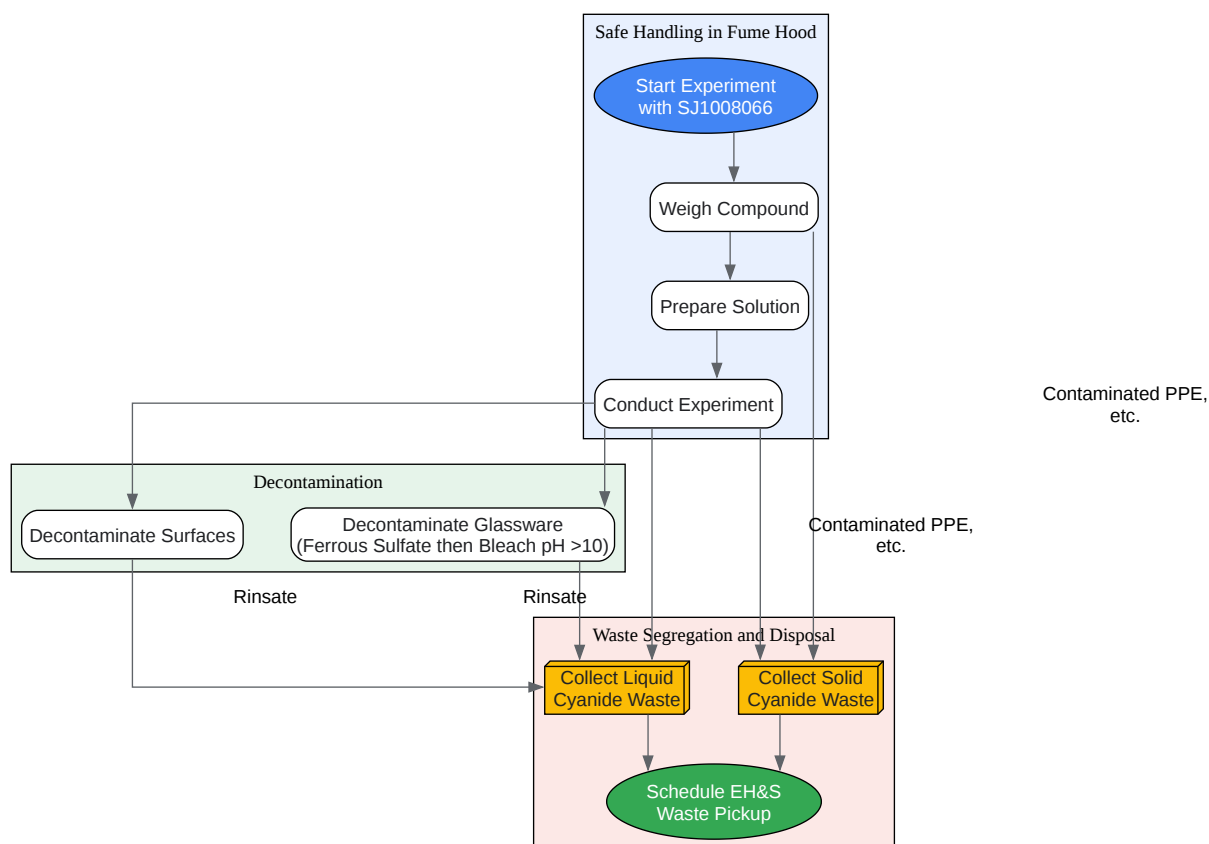 Safe Handling in Fume Hood
Start Experiment
with SJ1008066
Weigh Compound
Prepare Solution
Conduct Experiment
Contaminated PPE,
etc.
Decontamination
Decontaminate Surfaces
Decontaminate Glassware
(Ferrous Sulfate then Bleach pH >10)
Contaminated PPE,
etc.
Rinsate
Rinsate
Waste Segregation and Disposal
Collect Liquid
Cyanide Waste
Collect Solid
Cyanide Waste
Schedule EH&S
Waste Pickup